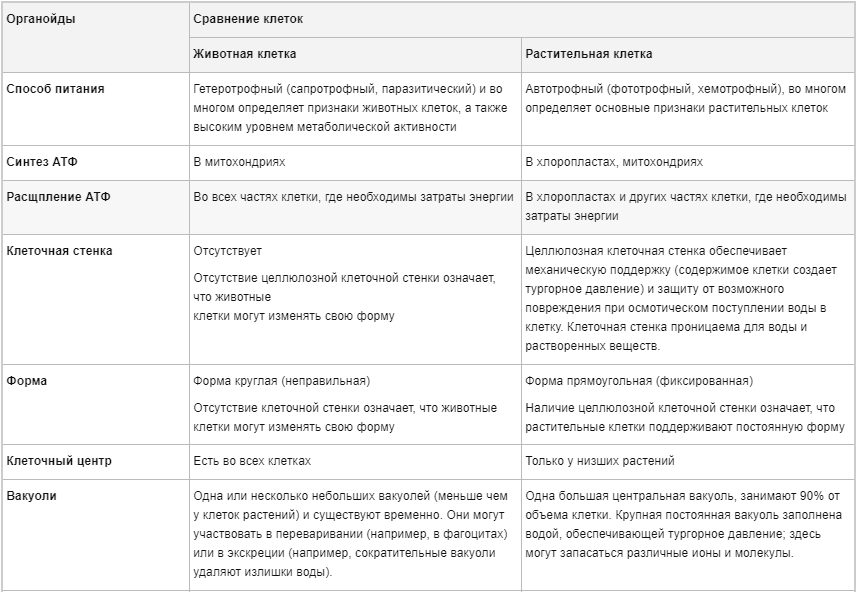 Органойды
Сравнение клеток
Животная клетка
Растительная клетка
Способ питания
Гетеротрофный (сапротрофный, паразитический) и во
многом определяет признаки животных клеток, а также
высоким уровнем метаболической активности
Автотрофный (фототрофный, хемотрофный), во многом
определяет основные признаки растительных клеток
Синтез АТФ
В митохондриях
В хлоропластах, митохондриях
Расщпление АТФ
Во всех частях клетки, где необходимы затраты энергии
В хлоропластах и других частях клетки, где необходимы
затраты энергии
Клеточная стенка
Отсутствует
Отсутствие целлюлозной клеточной стенки означает,
что животные
клетки могут изменять свою форму
Целлюлозная клеточная стенка обеспечивает
механическую поддержку (содержимое клетки создает
тургорное давление) и защиту от возможного
повреждения при осмотическом поступлении воды в
клетку. Клеточная стенка проницаема для воды и
растворенных веществ.
Форма
Форма круглая (неправильная)
Отсутствие клеточной стенки означает, что животные
клетки могут изменять свою форму
Форма прямоугольная (фиксированная)
Наличие целлюлозной клеточной стенки означает, что
растительные клетки поддерживают постоянную форму
Клеточный центр
Есть во всех клетках
Только у низших растений
Вакуоли
Одна или несколько небольших вакуолей (меньше чем
у клеток растений) и существуют временно. Они могут
участвовать в переваривании (например, в фагоцитах)
или в экскреции (например, сократительные вакуоли
удаляют излишки воды).
Одна большая центральная вакуоль, занимают 90% от
объема клетки. Крупная постоянная вакуоль заполнена
водой, обеспечивающей тургорное давление; здесь
могут запасаться различные ионы и молекулы.